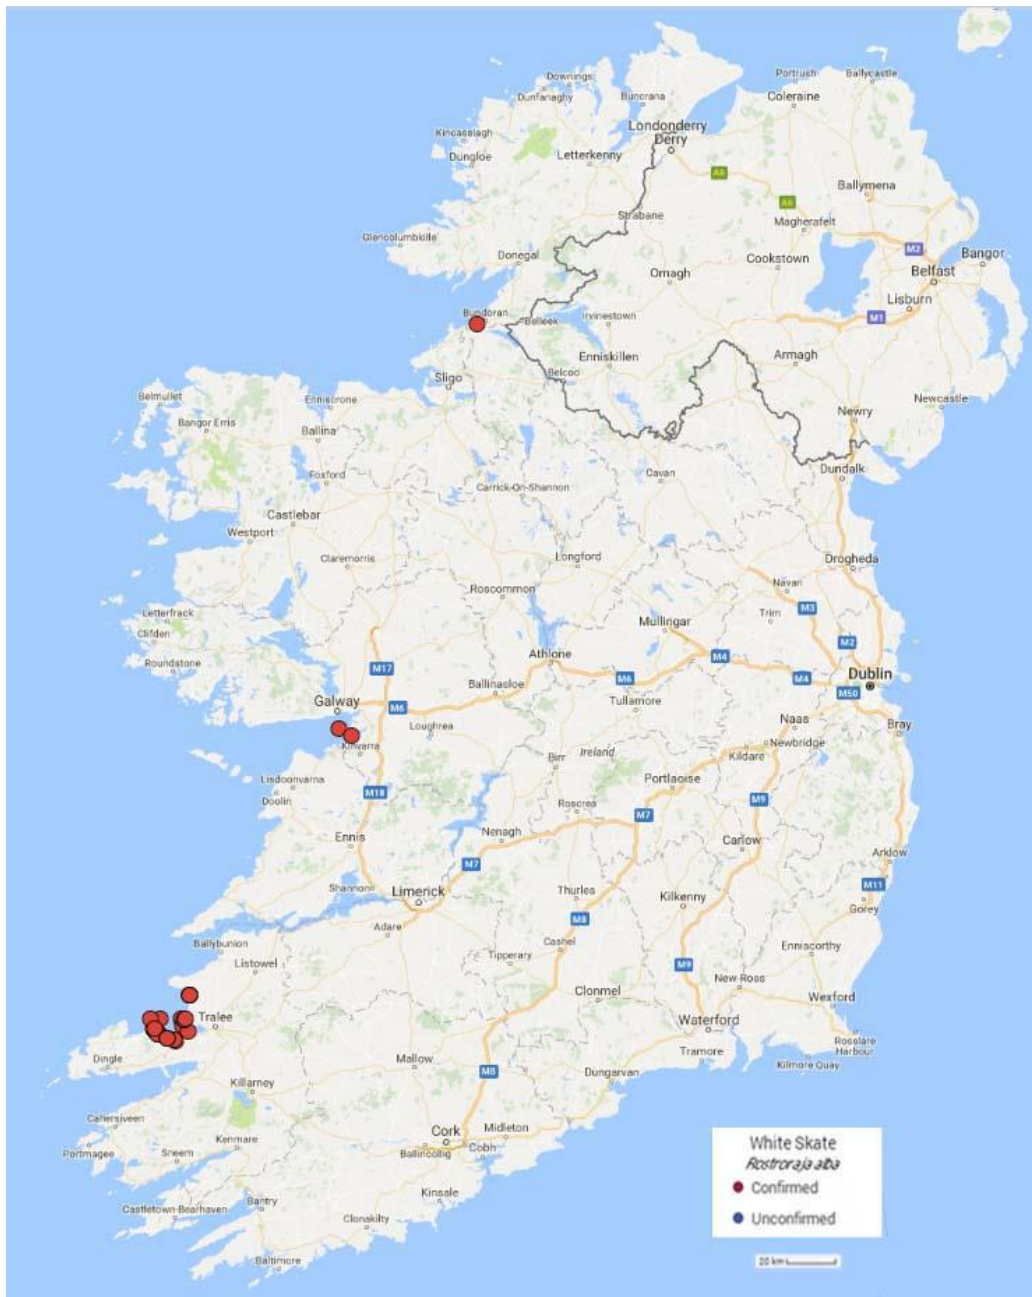 Portrush
Ballycastle
Downings
Dunfanaghy
Buncrana
Coleraine
Kincasslagh
Londonderry
Derry
Dungloe
Letterkenny
A6
Ballymena
A6
Strabane
Magherafelt
Glencolumbkille
Donegal
M2
Bangor
Cookstown
Belfast
Omagh
Lisburn
Bundoran
Belleek
Irvinestown
M1
Enniskillen
Armagh
Sligo
Belcoo
Belmullet
Enniscrone
Newcastle
Bangor Erris
Ballina
Newry
Foxford
Cavan
Dundalk
Carrick-On-Shannon
Castlebar
Westport
Claremorris
Longford
Drogheda
Roscommon
Navan
Letterfrack
M3
Trim
Clifden
Mullingar
M2
Roundstone
Athlone
M4
M17
Ballinasloe
M6
M4
Dublin
M50
Galway
M6
Tullamore
Loughrea
Naas
Bray
Kinvarra
Birr
Ireland
Newbridge
Kildare
Lisdoonvarna
Doolin
M18
Portlaoise
Roscrea
M9
M7
Ennis
Nenagh
Carlow
Arklow
M7
Shannon
Limerick
Thurles
Kilkenny
M11
Gorey
M8
Adare
Ballybunion
Cashel
Enniscorthy
Listowel
Tipperary
M9
New Ross
Clonmel
Wexford
Tralee
Waterford
Rosslare
Harbour
Dingle
Mallow
Tramore
Kilmore Quay
M8
Dungarvan
Killarney
Cahersiveen
Cork
Midleton
Kenmare
Portmagee
Sneem
Ballincollig
Cobh
White Skate
Rostroraja alba
Confirmed
Unconfirmed
Kinsale
Castletown-Bearhaven
Bantry
Clonakilty
Baltimore
20 km